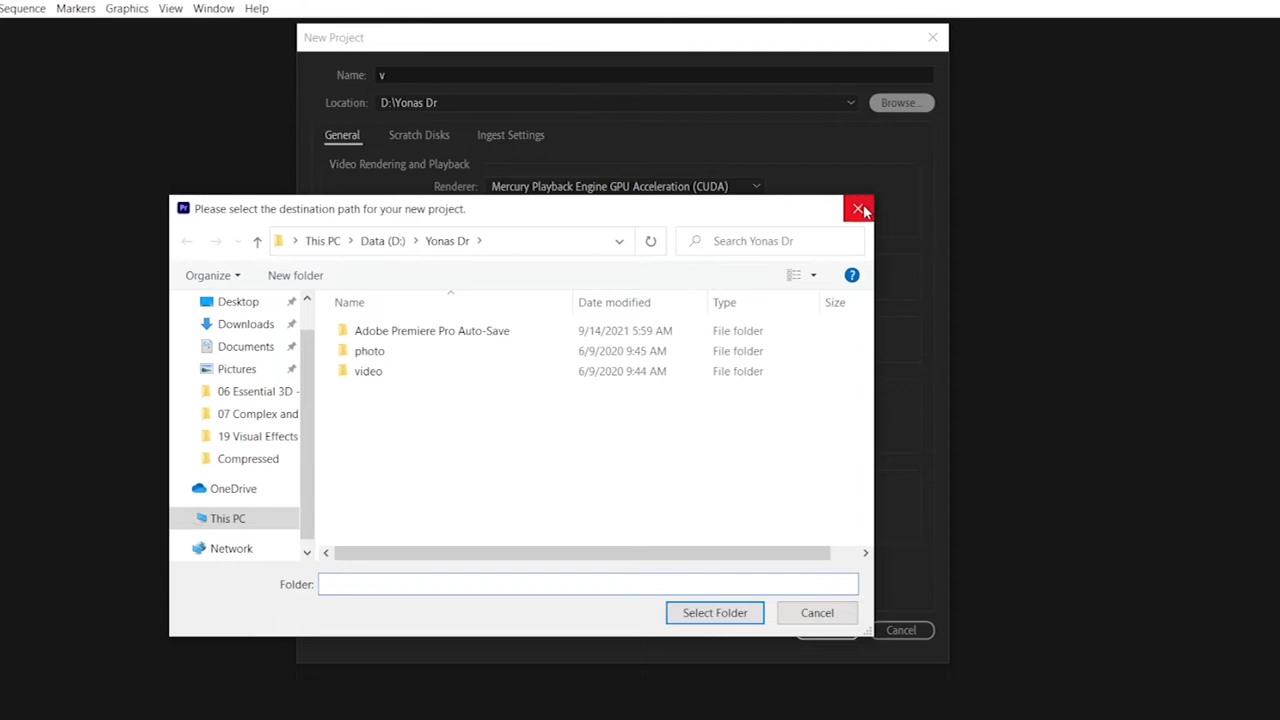 Sequence Markers Graphics View Window Help
New Project
Name: v
Location: D:\Yonas Dr Browse...
General Scratch Disks Ingest Settings
Video Rendering and Playback
Renderer: Mercury Playback Engine GPU Acceleration (CUDA)
Pr Please select the destination path for your new project.
This PC > Data (D:) > Yonas Dr > Search Yonas Dr
Organize New folder ?
Name Date modified Type Size
Desktop
Downloads
Documents
Pictures
06 Essential 3D -
07 Complex and
19 Visual Effects
Compressed
OneDrive
This PC
Network
Adobe Premiere Pro Auto-Save 9/14/2021 5:59 AM File folder
photo 6/9/2020 9:45 AM File folder
video 6/9/2020 9:44 AM File folder
Folder:
Select Folder Cancel
Cancel